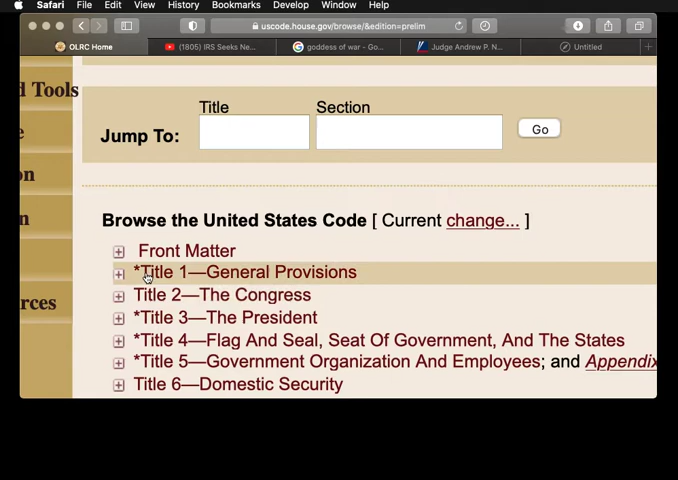 Safari File Edit View History Bookmarks Develop Window Help
uscode.house.gov/browse/&edition=prelim
OLRC Home (1805) IRS Seeks Ne... goddess of war - Go... Judge Andrew P. N... Untitled
d Tools
e
on
n
rces
Title Section
Jump To: Go
Browse the United States Code [ Current change... ]
Front Matter
*Title 1—General Provisions
Title 2—The Congress
*Title 3—The President
*Title 4—Flag And Seal, Seat Of Government, And The States
*Title 5—Government Organization And Employees; and Appendix
Title 6—Domestic Security